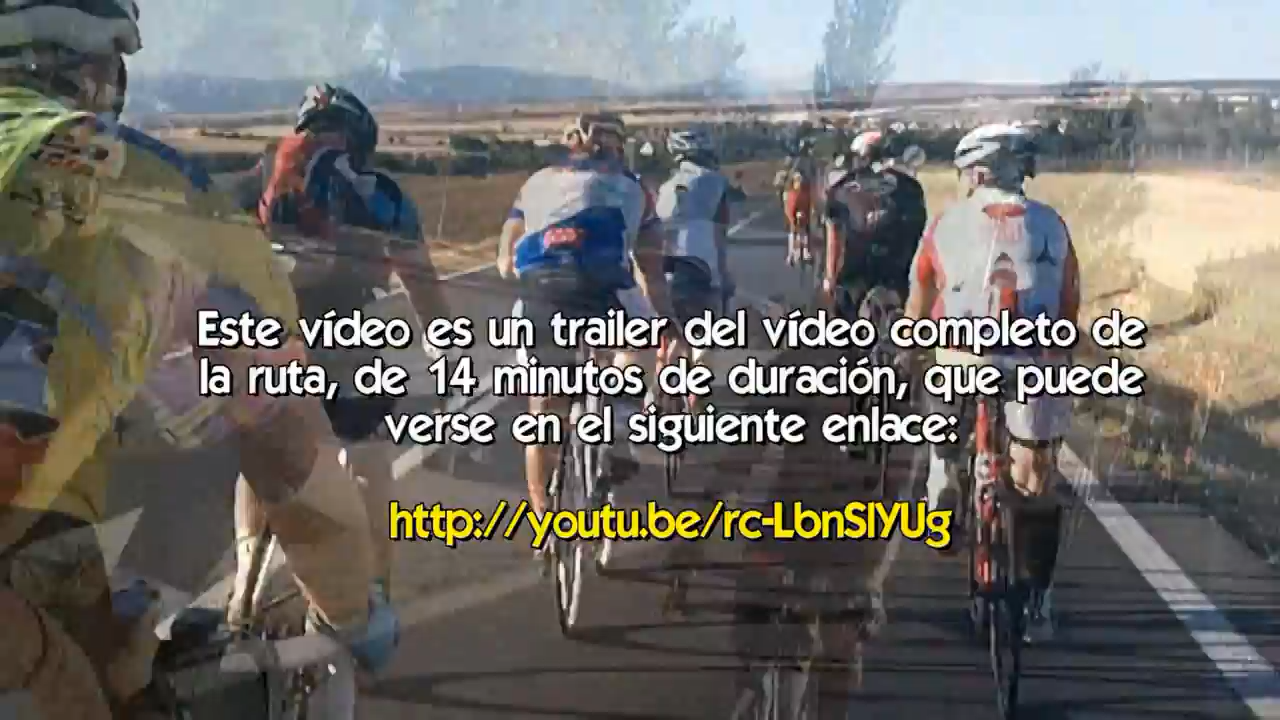 Este vídeo es un trailer del vídeo completo de
la ruta, de 14 minutos de duración, que puede
verse en el siguiente enlace:
http://youtu.be/rc-LbnSlYUg